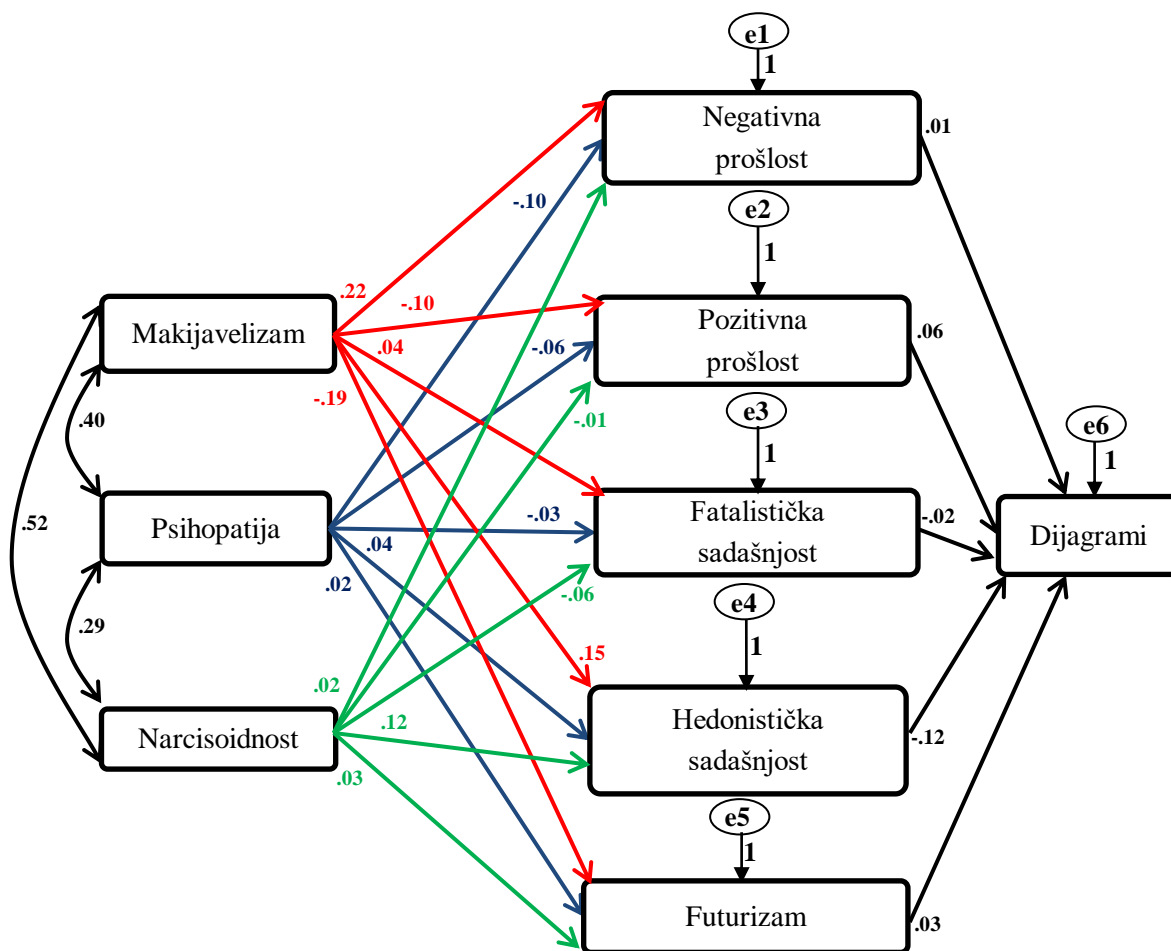 e1
1
Negativna
prošlost
.01
-.10
e2
1
.22
-.10
Makijavelizam
.04
-.06
Pozitivna
prošlost
.06
-.19
-.01
e3
1
.40
e6
1
.52
Psihopatija
-.03
.04
.02
Fatalistička
sadašnjost
-.02
Dijagrami
-.06
e4
1
.29
.15
.02
.12
Narcisoidnost
.03
Hedonistička
sadašnjost
-.12
e5
1
Futurizam
.03